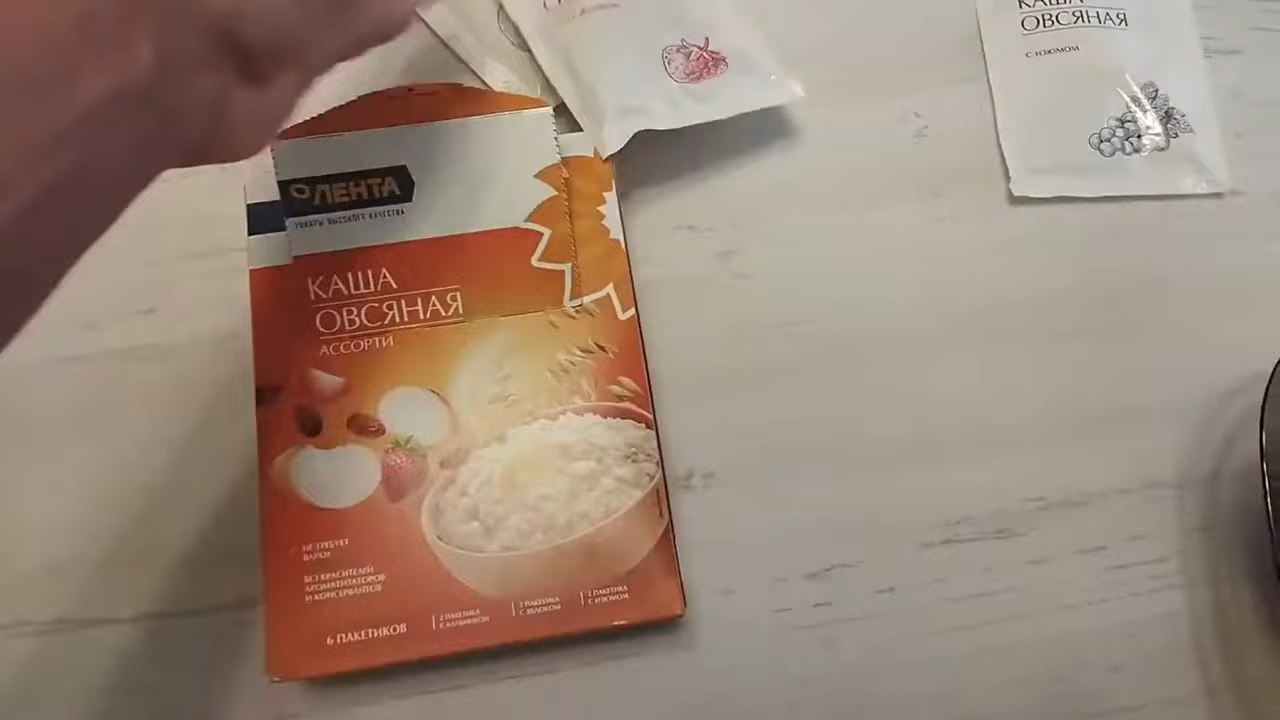 КАША
ОВСЯНАЯ
С ИЗЮМОМ
ЛЕНТА
ТОВАРЫ ВЫСОКОГО КАЧЕСТВА
КАША
ОВСЯНАЯ
АССОРТИ
НЕ ТРЕБУЕТ
ВАРКИ
БЕЗ КРАСИТЕЛЕЙ
АРОМАТИЗАТОРОВ
И КОНСЕРВАНТОВ
6 ПАКЕТИКОВ
2 ПАКЕТИКА
С КЛУБНИКОЙ
2 ПАКЕТИКА
С ЯБЛОКОМ
2 ПАКЕТИКА
С ИЗЮМОМ